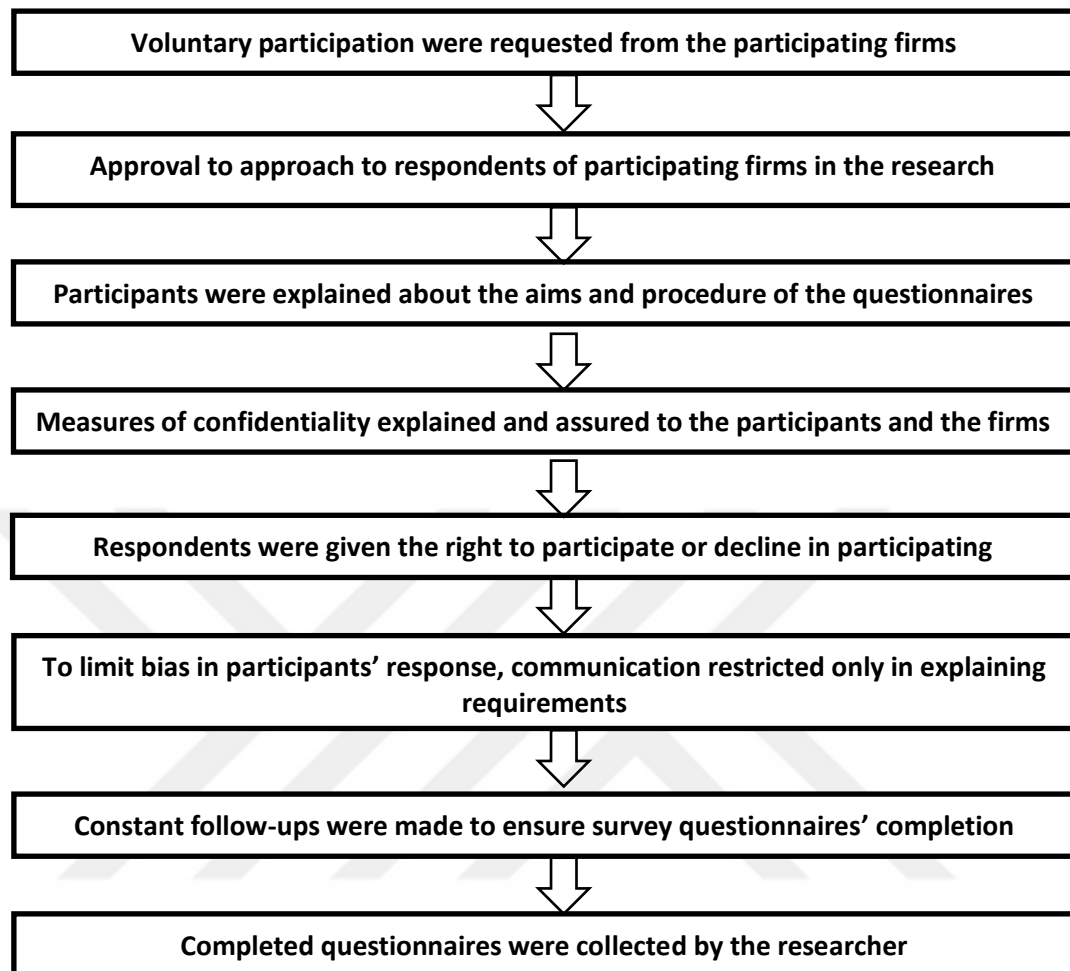 Voluntary participation were requested from the participating firms
Approval to approach to respondents of participating firms in the research
Participants were explained about the aims and procedure of the questionnaires
Measures of confidentiality explained and assured to the participants and the firms
Respondents were given the right to participate or decline in participating
To limit bias in participants’ response, communication restricted only in explaining
requirements
Constant follow-ups were made to ensure survey questionnaires’ completion
Completed questionnaires were collected by the researcher